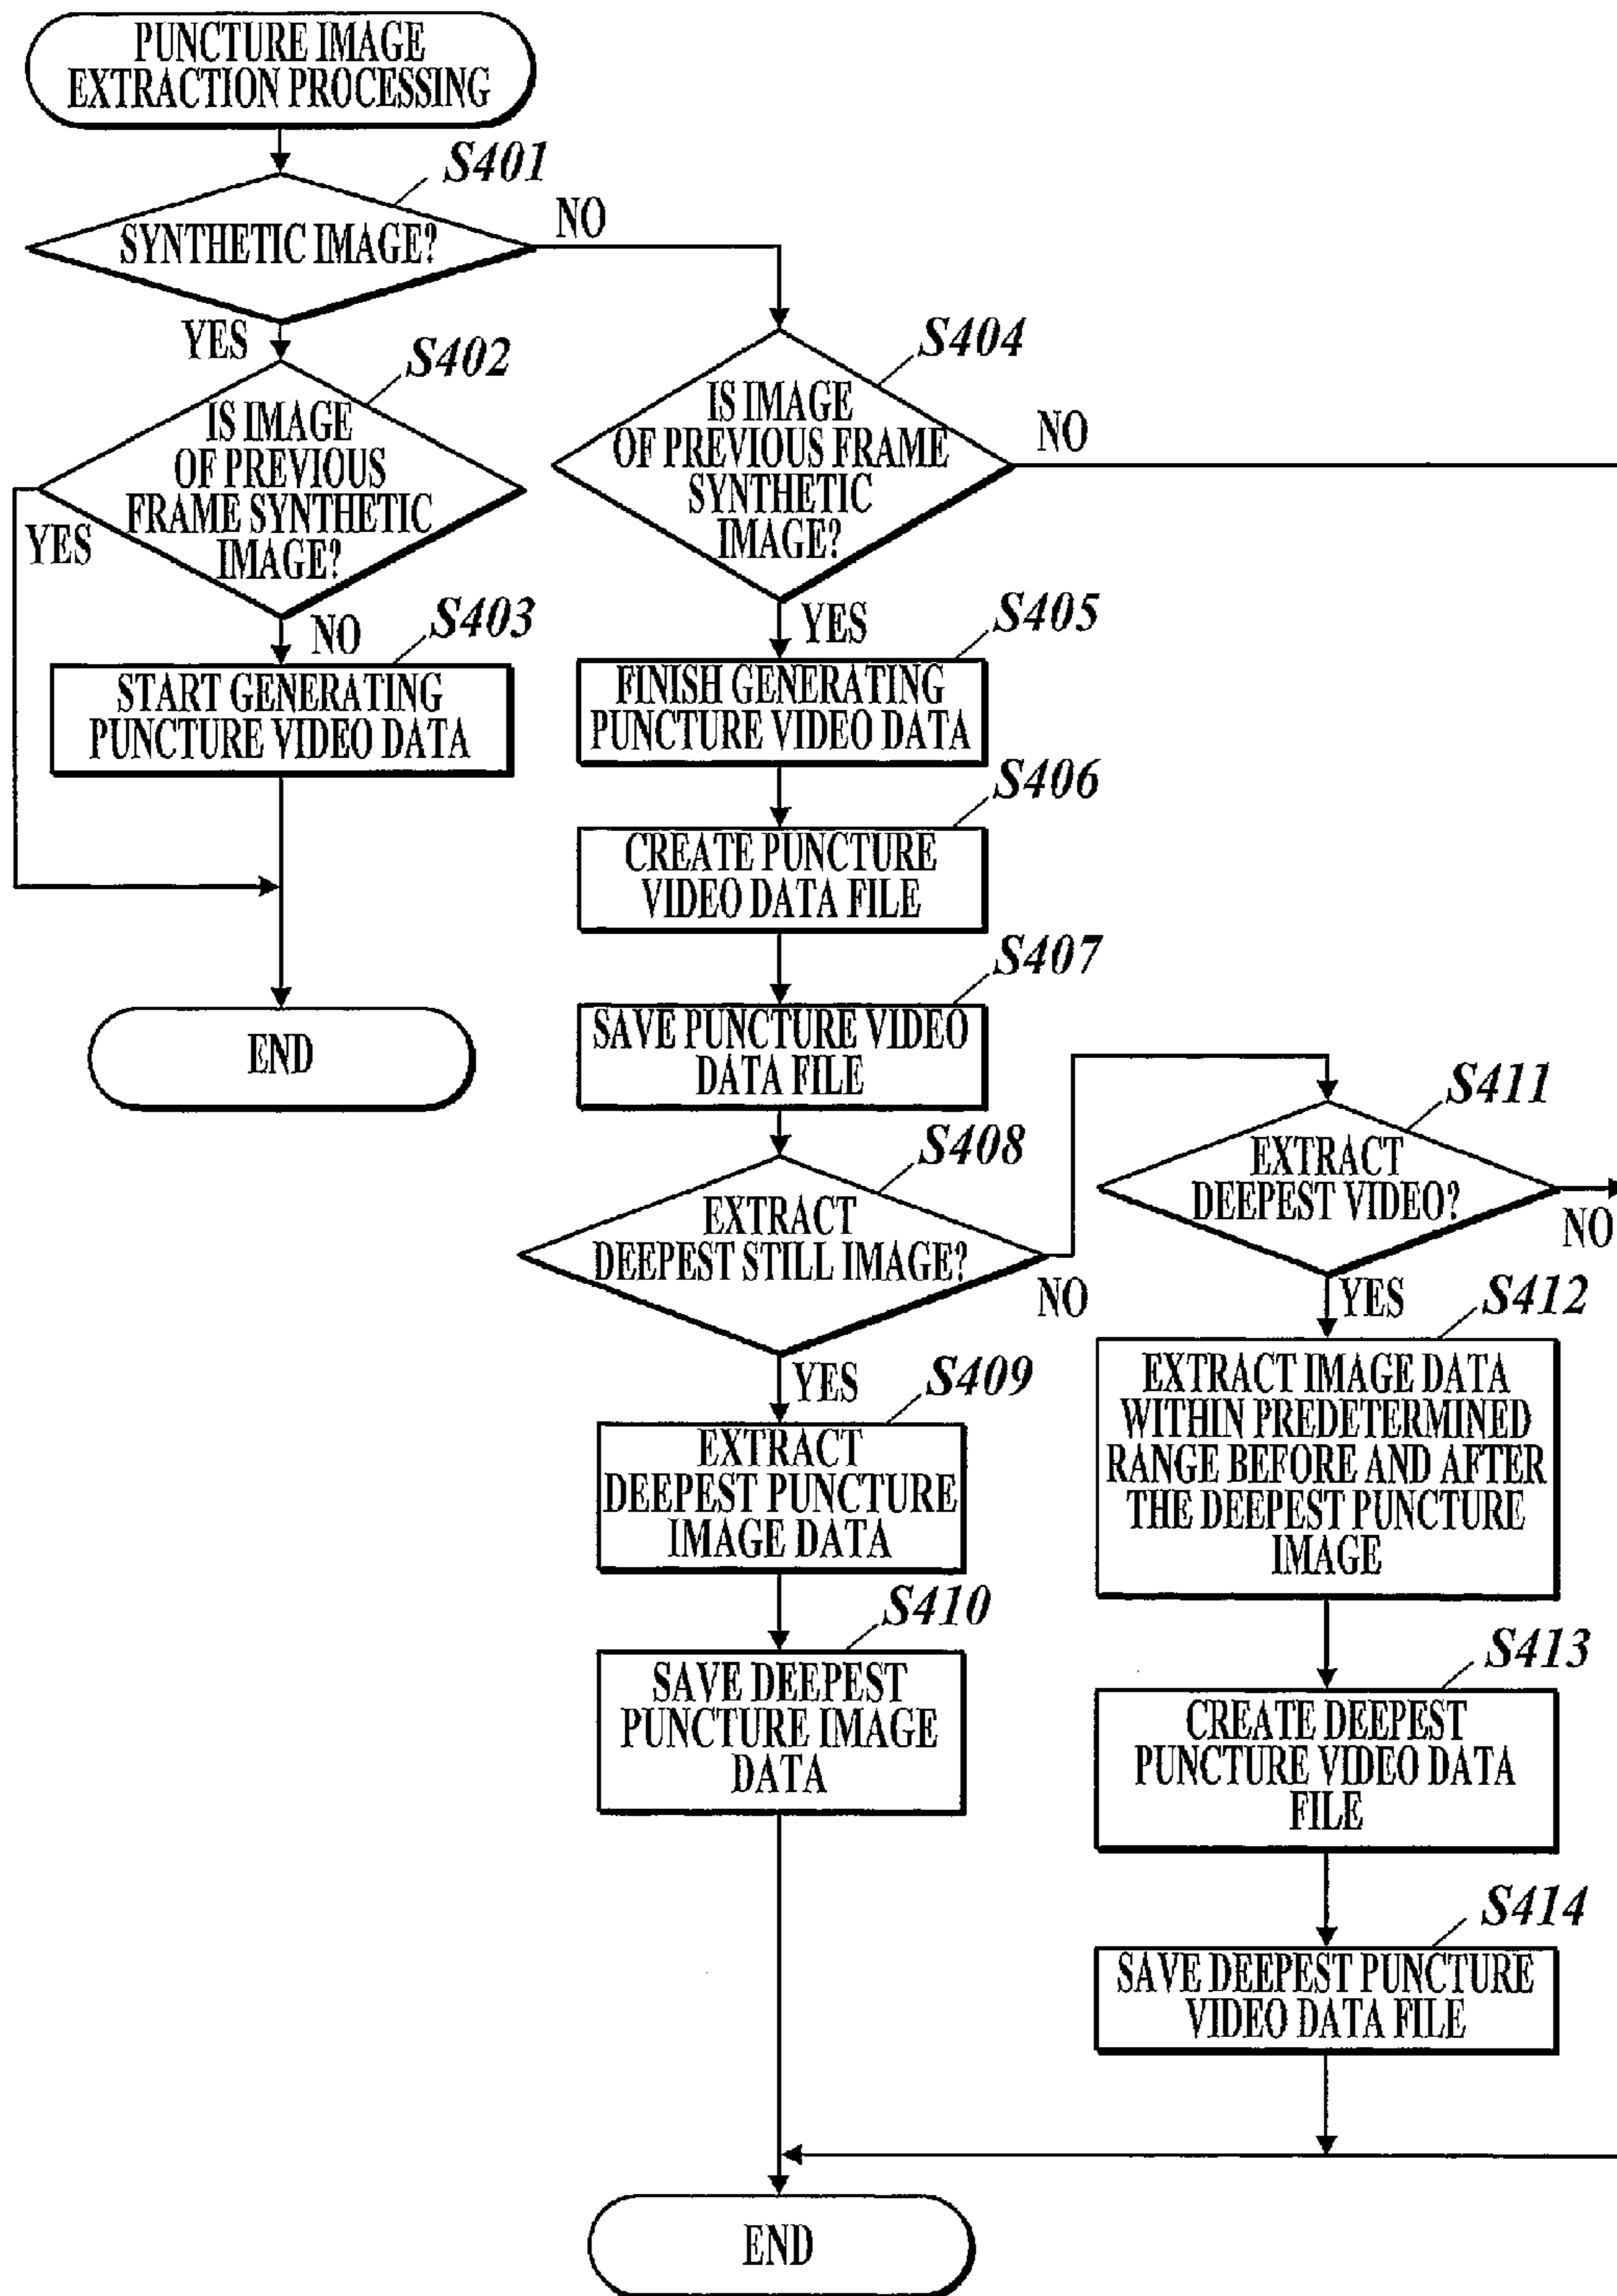 PUNCTURE IMAGE
EXTRACTION PROCESSING
S401
SYNTHETIC IMAGE?
NO
YES
S402
IS IMAGE
OF PREVIOUS
FRAME SYNTHETIC
IMAGE?
YES
NO
S403
START GENERATING
PUNCTURE VIDEO DATA
END
S404
IS IMAGE
OF PREVIOUS FRAME
SYNTHETIC
IMAGE?
NO
YES
S405
FINISH GENERATING
PUNCTURE VIDEO DATA
S406
CREATE PUNCTURE
VIDEO DATA FILE
S407
SAVE PUNCTURE VIDEO
DATA FILE
S408
EXTRACT
DEEPEST STILL IMAGE?
NO
YES
S409
EXTRACT
DEEPEST PUNCTURE
IMAGE DATA
S410
SAVE DEEPEST
PUNCTURE IMAGE
DATA
S411
EXTRACT
DEEPEST VIDEO?
NO
YES
S412
EXTRACT IMAGE DATA
WITHIN PREDETERMINED
RANGE BEFORE AND AFTER
THE DEEPEST PUNCTURE
IMAGE
S413
CREATE DEEPEST
PUNCTURE VIDEO DATA
FILE
S414
SAVE DEEPEST PUNCTURE
VIDEO DATA FILE
END